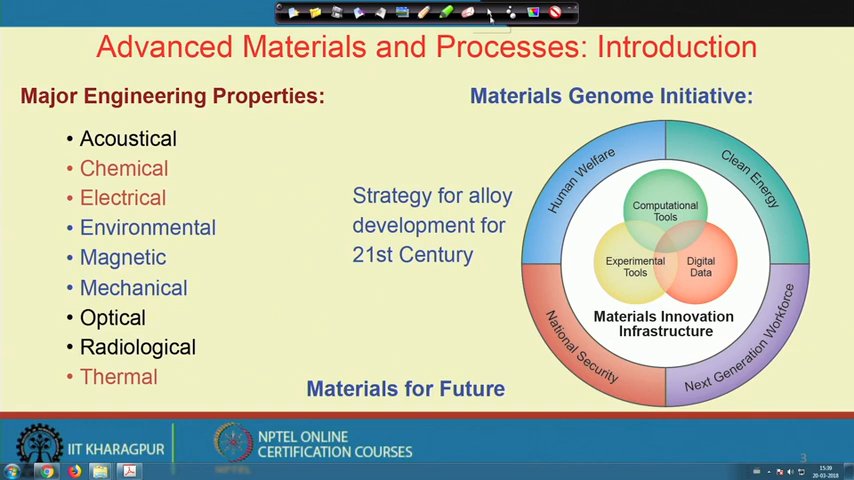 Advanced Materials and Processes: Introduction
Major Engineering Properties:
• Acoustical
• Chemical
• Electrical
• Environmental
• Magnetic
• Mechanical
• Optical
• Radiological
• Thermal
Strategy for alloy
development for
21st Century
Materials for Future
Materials Genome Initiative:
Human Welfare
Clean Energy
Computational
Tools
Experimental
Tools
Digital
Data
Materials Innovation
Infrastructure
National Security
Next Generation Workforce
IIT KHARAGPUR
NPTEL ONLINE
CERTIFICATION COURSES
NPTEL
3
15:39
20-03-2018